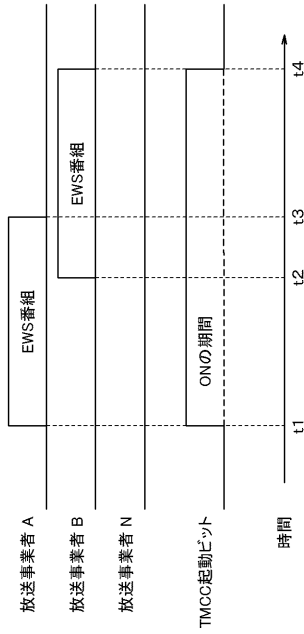 放送事業者 A
EWS番組
放送事業者 B
EWS番組
放送事業者 N
TMCC起動ビット
ONの期間
時間
t1
t2
t3
t4